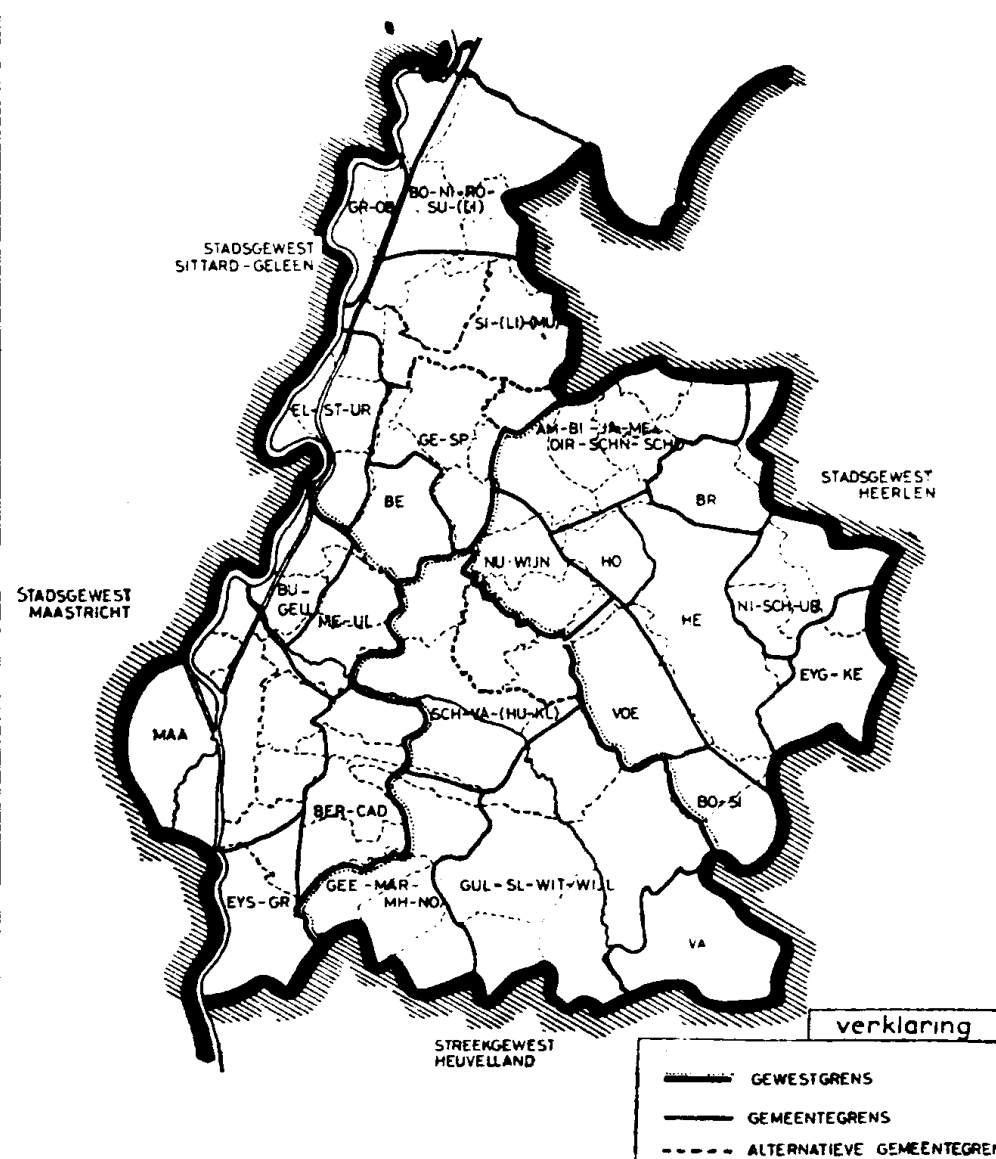 BO-NI-RO-
SU-(LI)
GR-OB
STADSGEWEST
SITTARD-GELEEN
SI-(LI)-(MU)
EL-ST-UR
GE-SP
AM-BI-JA-ME
OIR-SCHN-SCHI
STADSGEWEST
HEERLEN
BR
BE
NU-WIJN
HO
STADSGEWEST
MAASTRICHT
BU-
GEU
ME-UL
NI-SCH-UB
HE
EYG-KE
SCH-VA-(HU-KL)
VOE
MAA
BO-SI
BER-CAD
GEE-MAR-
MH-NO
GUL-SL-WIT-WIJL
EYS-GR
VA
STREEKGEWEST
HEUVELLAND
verklaring
GEWESTGRENS
GEMEENTEGRENS
ALTERNATIEVE GEMEENTEGREN